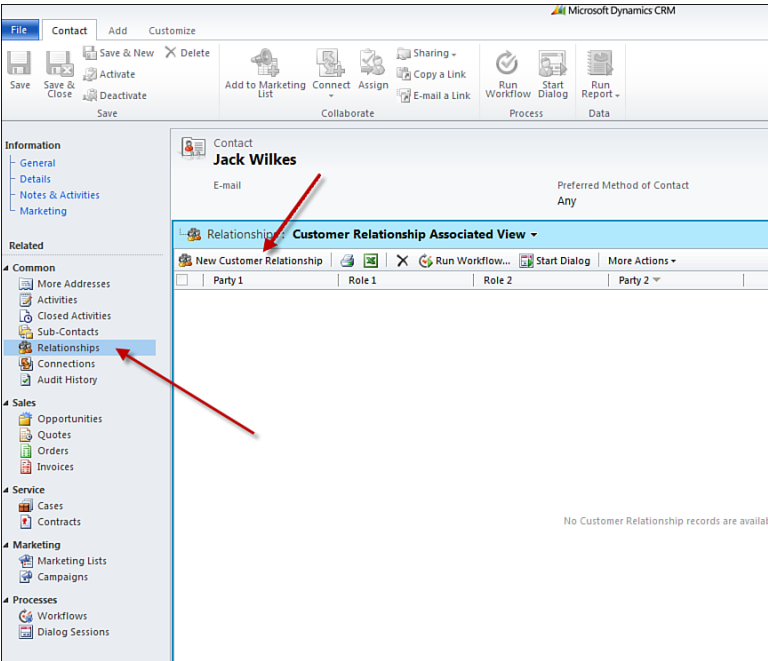 Microsoft Dynamics CRM
File Contact Add Customize
Save
Save & Close
Save & New
Activate
Deactivate
Delete
Save
Add to Marketing List
Connect
Assign
Sharing
Copy a Link
E-mail a Link
Collaborate
Run Workflow
Start Dialog
Process
Run Report
Data
Information
General
Details
Notes & Activities
Marketing
Related
Common
More Addresses
Activities
Closed Activities
Sub-Contacts
Relationships
Connections
Audit History
Sales
Opportunities
Quotes
Orders
Invoices
Service
Cases
Contracts
Marketing
Marketing Lists
Campaigns
Processes
Workflows
Dialog Sessions
Contact
Jack Wilkes
E-mail
Preferred Method of Contact
Any
Relationships: Customer Relationship Associated View
New Customer Relationship Run Workflow... Start Dialog More Actions
Party 1 Role 1 Role 2 Party 2
No Customer Relationship records are availab